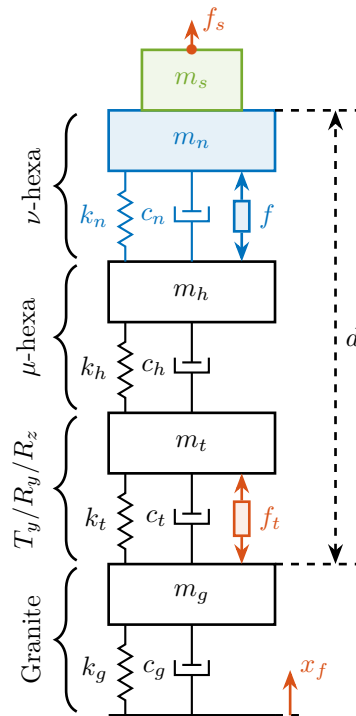 f_s
m_s
m_n
ν-hexa
k_n
c_n
f
m_h
μ-hexa
k_h
c_h
d
m_t
T_y/R_y/R_z
k_t
c_t
f_t
m_g
Granite
k_g
c_g
x_f